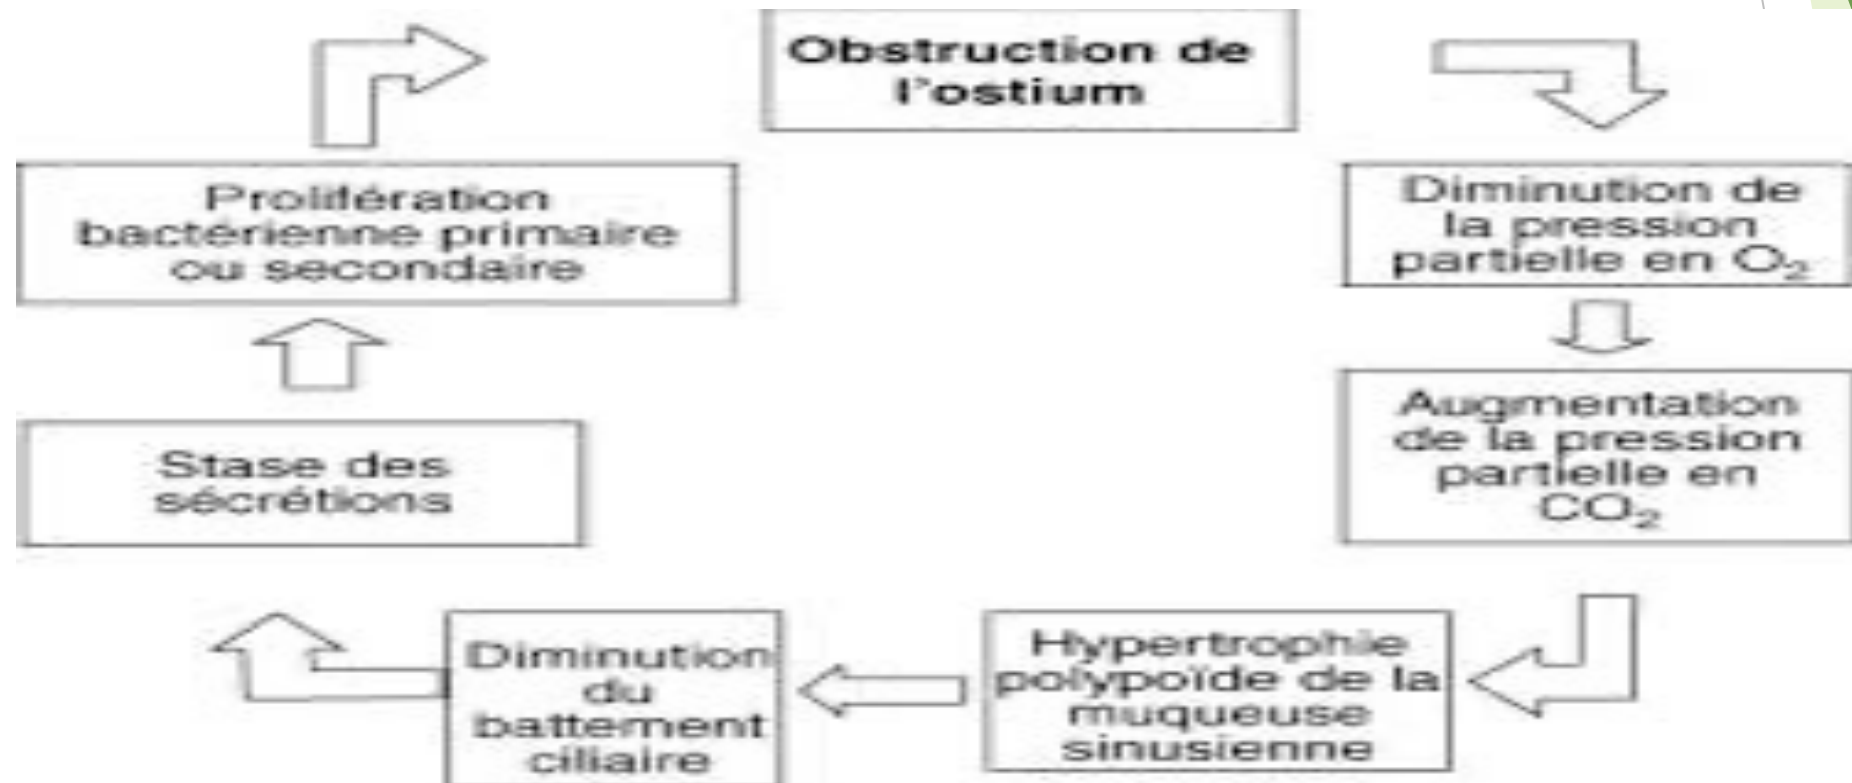 Obstruction de
l'ostium
Diminution de
la pression
partielle en O₂
Augmentation
de la pression
partielle en
CO₂
Hypertrophie
polypoïde de la
muqueuse
sinusienne
Diminution
du
battement
ciliaire
Stase des
sécrétions
Prolifération
bactérienne primaire
ou secondaire